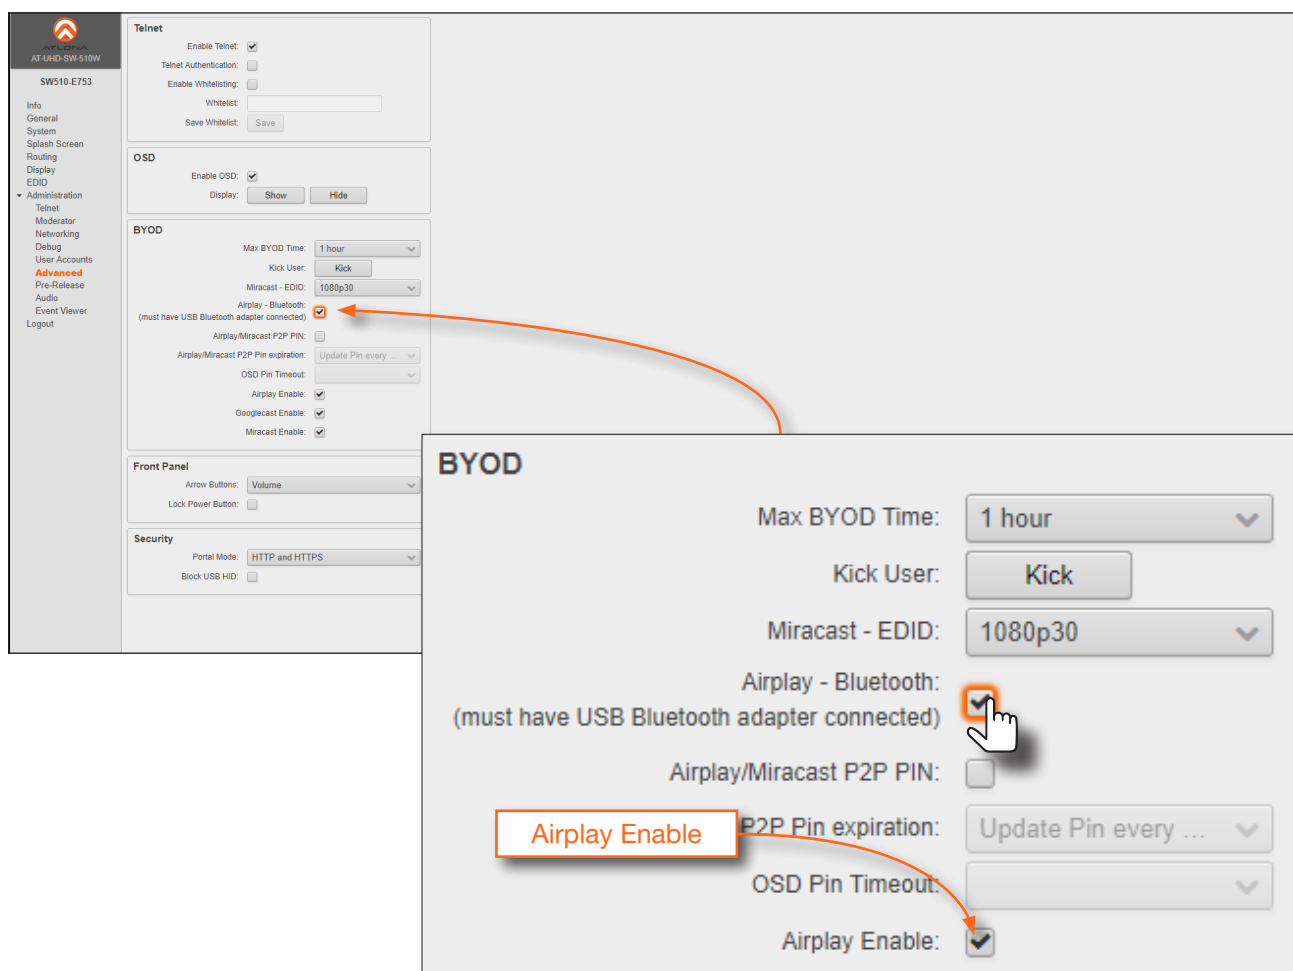 ATLONA
AT-UHD-SW-510W
SW510-E753
Info
General
System
Splash Screen
Routing
Display
EDID
Administration
Telnet
Moderator
Networking
Debug
User Accounts
Advanced
Pre-Release
Audio
Event Viewer
Logout
Telnet
Enable Telnet:
Telnet Authentication:
Enable Whitelisting:
Whitelist:
Save Whitelist: Save
OSD
Enable OSD:
Display: Show Hide
BYOD
Max BYOD Time: 1 hour
Kick User: Kick
Miracast - EDID: 1080p30
Airplay - Bluetooth:
(must have USB Bluetooth adapter connected)
Airplay/Miracast P2P PIN:
Airplay/Miracast P2P Pin expiration: Update Pin every ...
OSD Pin Timeout:
Airplay Enable:
Googlecast Enable:
Miracast Enable:
Front Panel
Arrow Buttons: Volume
Lock Power Button:
Security
Portal Mode: HTTP and HTTPS
Block USB HID:
BYOD
Max BYOD Time: 1 hour
Kick User: Kick
Miracast - EDID: 1080p30
Airplay - Bluetooth:
(must have USB Bluetooth adapter connected)
Airplay/Miracast P2P PIN:
Airplay Enable
P2P Pin expiration: Update Pin every ...
OSD Pin Timeout:
Airplay Enable: